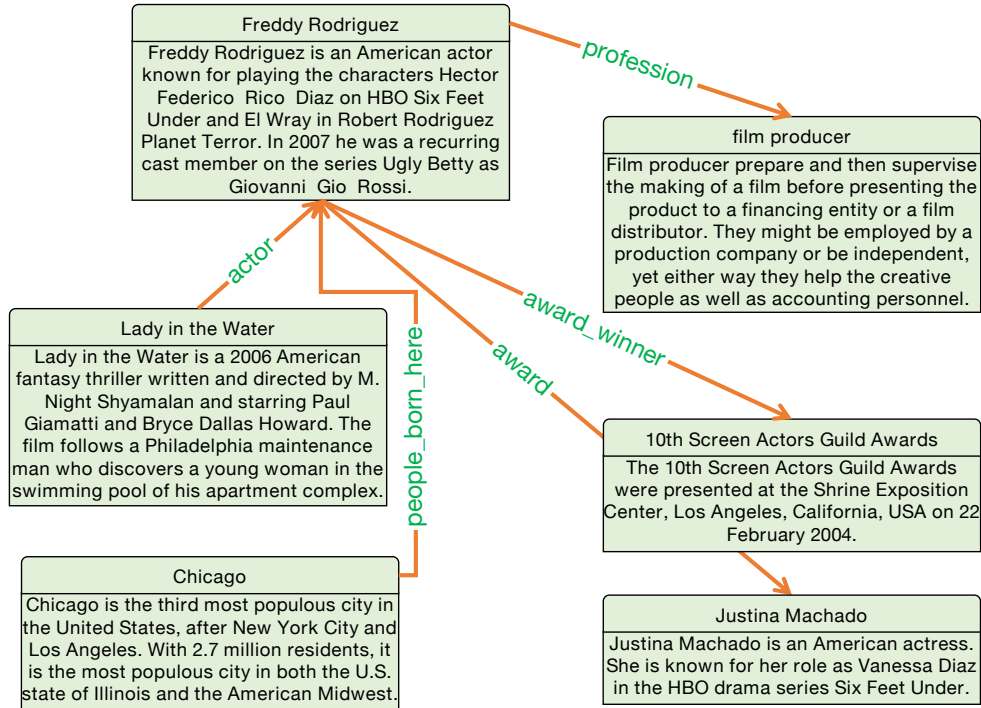 Freddy Rodriguez
Freddy Rodriguez is an American actor
known for playing the characters Hector
Federico Rico Diaz on HBO Six Feet
Under and El Wray in Robert Rodriguez
Planet Terror. In 2007 he was a recurring
cast member on the series Ugly Betty as
Giovanni Gio Rossi.
profession
film producer
Film producer prepare and then supervise
the making of a film before presenting the
product to a financing entity or a film
distributor. They might be employed by a
production company or be independent,
yet either way they help the creative
people as well as accounting personnel.
actor
people_born_here
award_winner
award
Lady in the Water
Lady in the Water is a 2006 American
fantasy thriller written and directed by M.
Night Shyamalan and starring Paul
Giamatti and Bryce Dallas Howard. The
film follows a Philadelphia maintenance
man who discovers a young woman in the
swimming pool of his apartment complex.
10th Screen Actors Guild Awards
The 10th Screen Actors Guild Awards
were presented at the Shrine Exposition
Center, Los Angeles, California, USA on 22
February 2004.
Chicago
Chicago is the third most populous city in
the United States, after New York City and
Los Angeles. With 2.7 million residents, it
is the most populous city in both the U.S.
state of Illinois and the American Midwest.
Justina Machado
Justina Machado is an American actress.
She is known for her role as Vanessa Diaz
in the HBO drama series Six Feet Under.